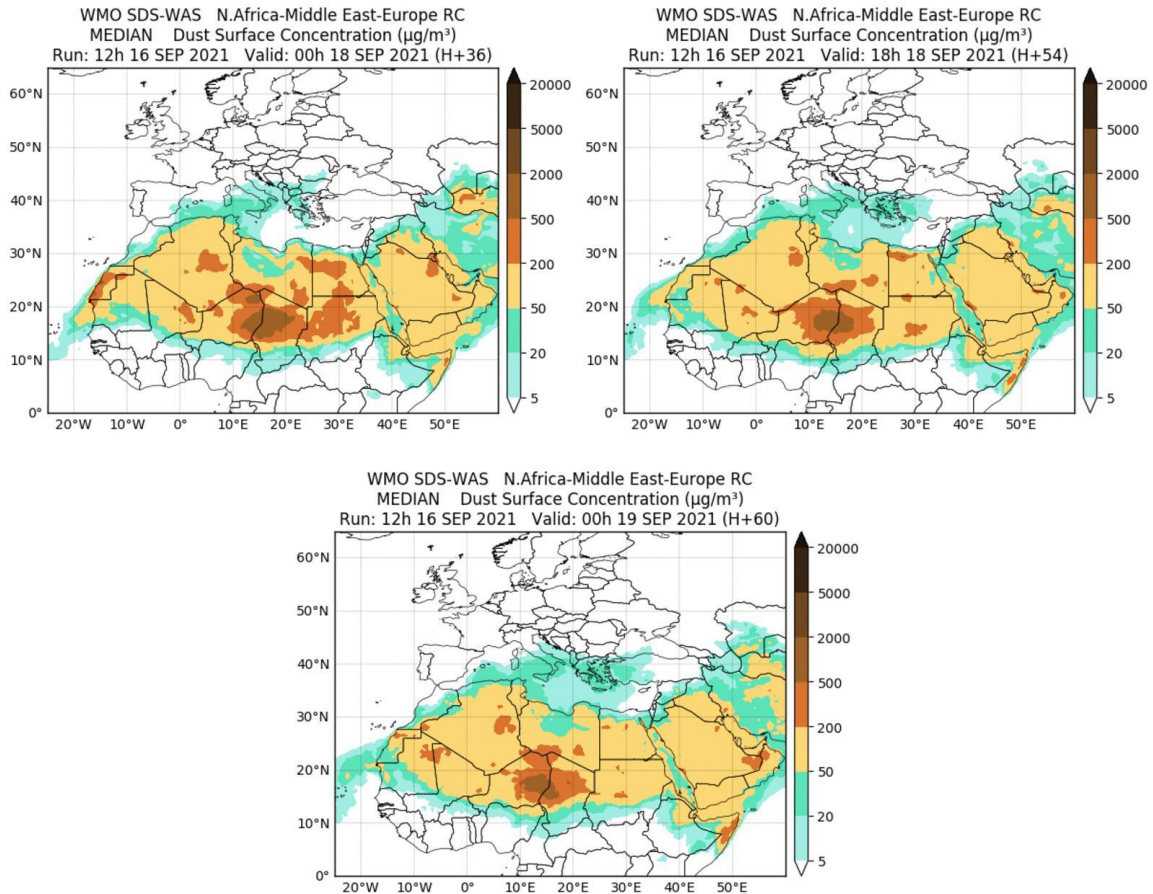 WMO SDS-WAS   N.Africa-Middle East-Europe RC
MEDIAN    Dust Surface Concentration (µg/m³)
Run: 12h 16 SEP 2021   Valid: 00h 18 SEP 2021 (H+36)
60°N
50°N
40°N
30°N
20°N
10°N
0°
20°W 10°W 0° 10°E 20°E 30°E 40°E 50°E
20000
5000
2000
500
200
50
20
5
WMO SDS-WAS   N.Africa-Middle East-Europe RC
MEDIAN    Dust Surface Concentration (µg/m³)
Run: 12h 16 SEP 2021   Valid: 18h 18 SEP 2021 (H+54)
60°N
50°N
40°N
30°N
20°N
10°N
0°
20°W 10°W 0° 10°E 20°E 30°E 40°E 50°E
20000
5000
2000
500
200
50
20
5
WMO SDS-WAS   N.Africa-Middle East-Europe RC
MEDIAN    Dust Surface Concentration (µg/m³)
Run: 12h 16 SEP 2021   Valid: 00h 19 SEP 2021 (H+60)
60°N
50°N
40°N
30°N
20°N
10°N
0°
20°W 10°W 0° 10°E 20°E 30°E 40°E 50°E
20000
5000
2000
500
200
50
20
5